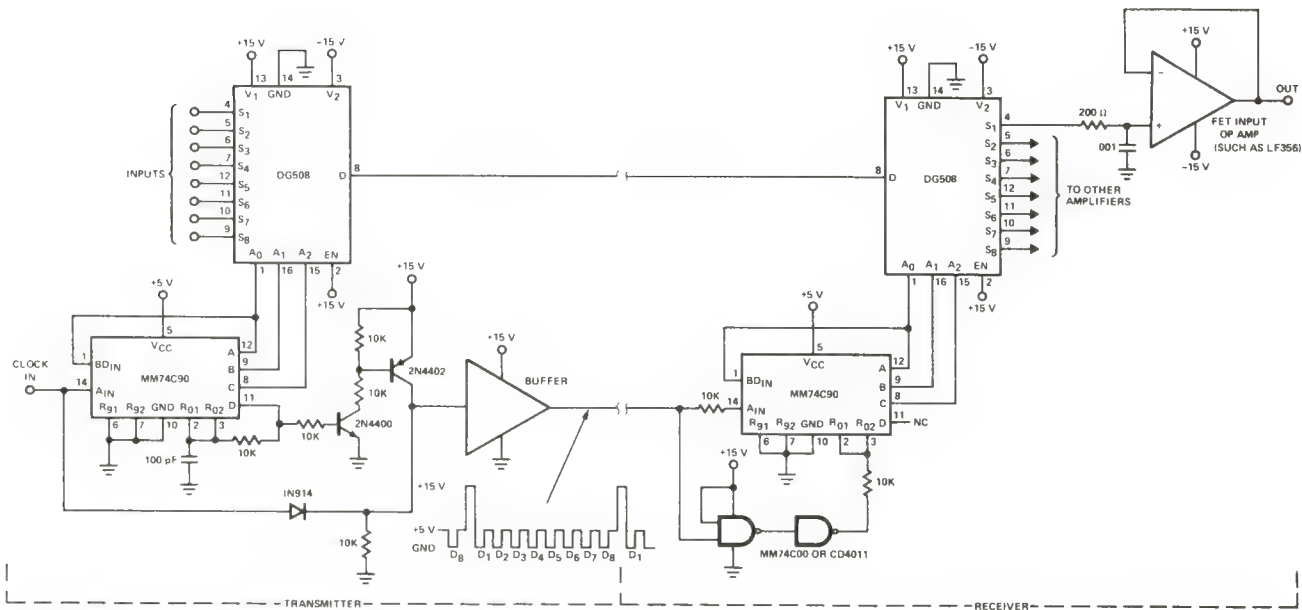 +15 V
-15 V
13
14
3
V1
GND
V2
4
S1
5
S2
6
S3
7
S4
12
S5
11
S6
10
S7
9
S8
INPUTS
DG508
D
8
A0
A1
A2
EN
1
16
15
2
+15 V
+15 V
-15 V
13
14
3
V1
GND
V2
8
D
DG508
S1
4
S2
5
S3
6
S4
7
S5
12
S6
11
S7
10
S8
9
TO OTHER
AMPLIFIERS
A0
A1
A2
EN
1
16
15
2
+15 V
200 Ω
001
+15 V
-
+
-15 V
OUT
FET INPUT
OP AMP
(SUCH AS LF356)
+5 V
5
VCC
1
BDIN
MM74C90
CLOCK
IN
14
AIN
A
12
B
9
C
8
D
11
R91
R92
GND
R01
R02
6
7
10
2
3
100 pF
10K
10K
2N4400
10K
10K
2N4402
+15 V
IN914
10K
+15 V
BUFFER
+15 V
+5 V
GND
D8
D1
D2
D3
D4
D5
D6
D7
D8
D1
+5 V
5
VCC
1
BDIN
MM74C90
10K
14
AIN
A
12
B
9
C
8
D
11
NC
R91
R92
GND
R01
R02
6
7
10
2
3
10K
+15 V
MM74C00 OR CD4011
TRANSMITTER
RECEIVER